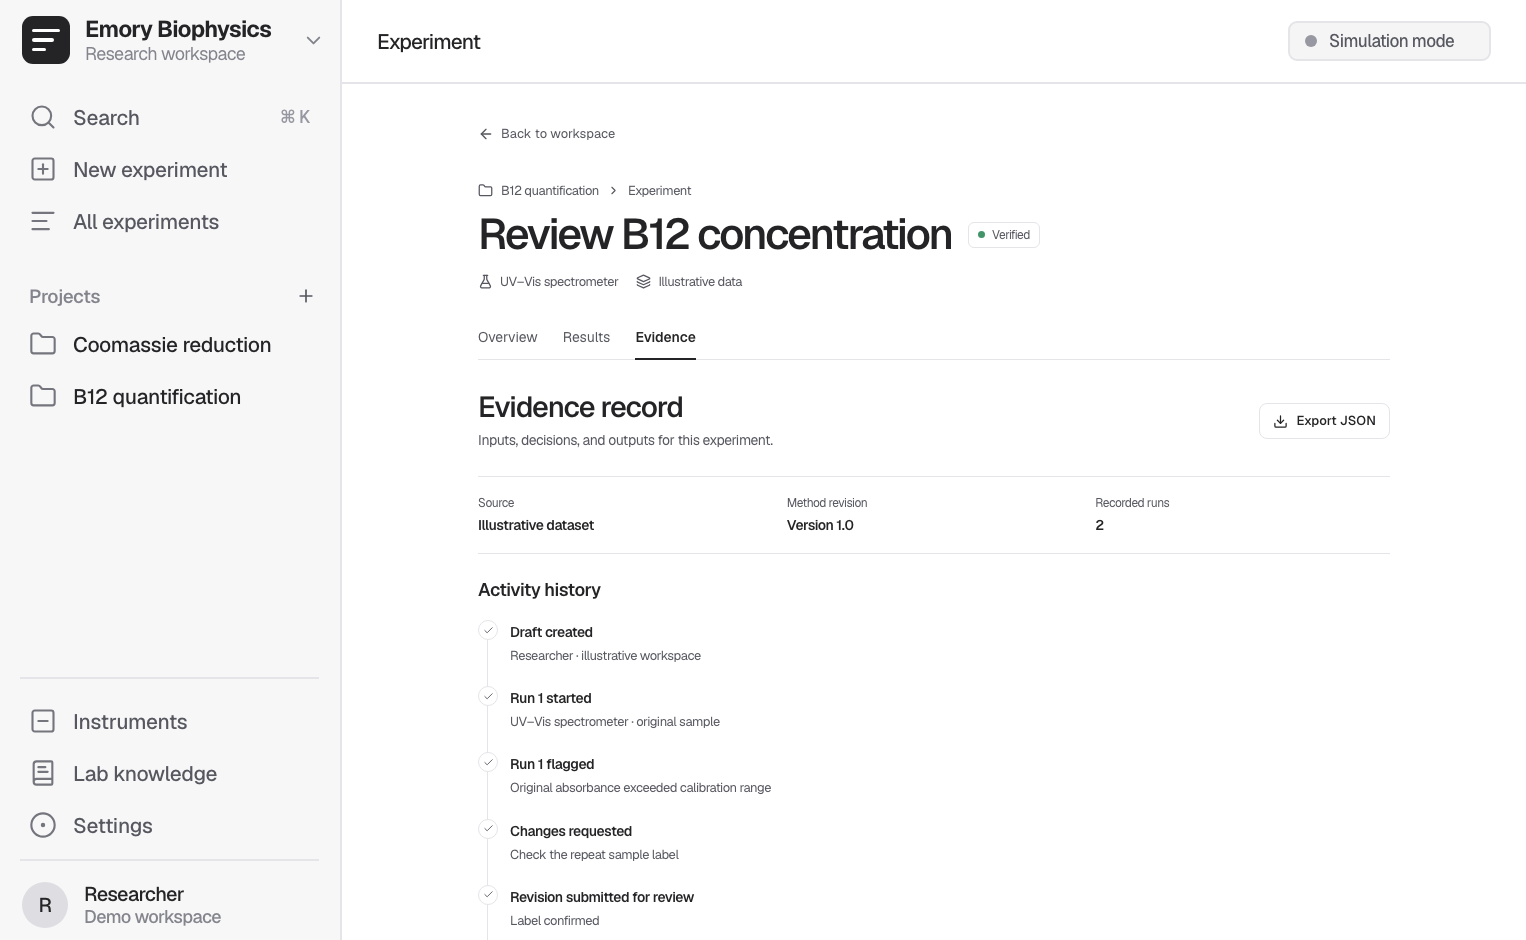 Emory Biophysics
Research workspace
Search
⌘ K
New experiment
All experiments
Projects
Coomassie reduction
B12 quantification
Instruments
Lab knowledge
Settings
R
Researcher
Demo workspace
Experiment
Simulation mode
Back to workspace
B12 quantification > Experiment
Review B12 concentration
Verified
UV–Vis spectrometer
Illustrative data
Overview
Results
Evidence
Evidence record
Inputs, decisions, and outputs for this experiment.
Export JSON
Source
Illustrative dataset
Method revision
Version 1.0
Recorded runs
2
Activity history
Draft created
Researcher · illustrative workspace
Run 1 started
UV–Vis spectrometer · original sample
Run 1 flagged
Original absorbance exceeded calibration range
Changes requested
Check the repeat sample label
Revision submitted for review
Label confirmed